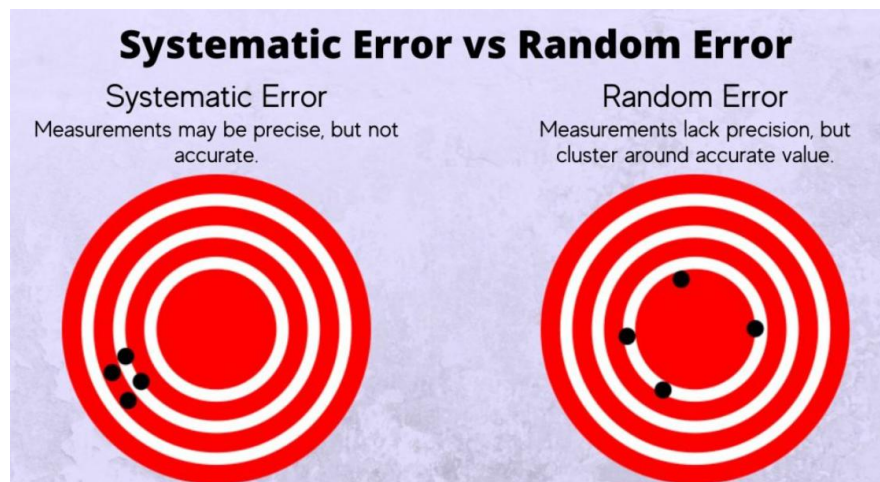 Systematic Error vs Random Error
Systematic Error
Measurements may be precise, but not
accurate.
Random Error
Measurements lack precision, but
cluster around accurate value.